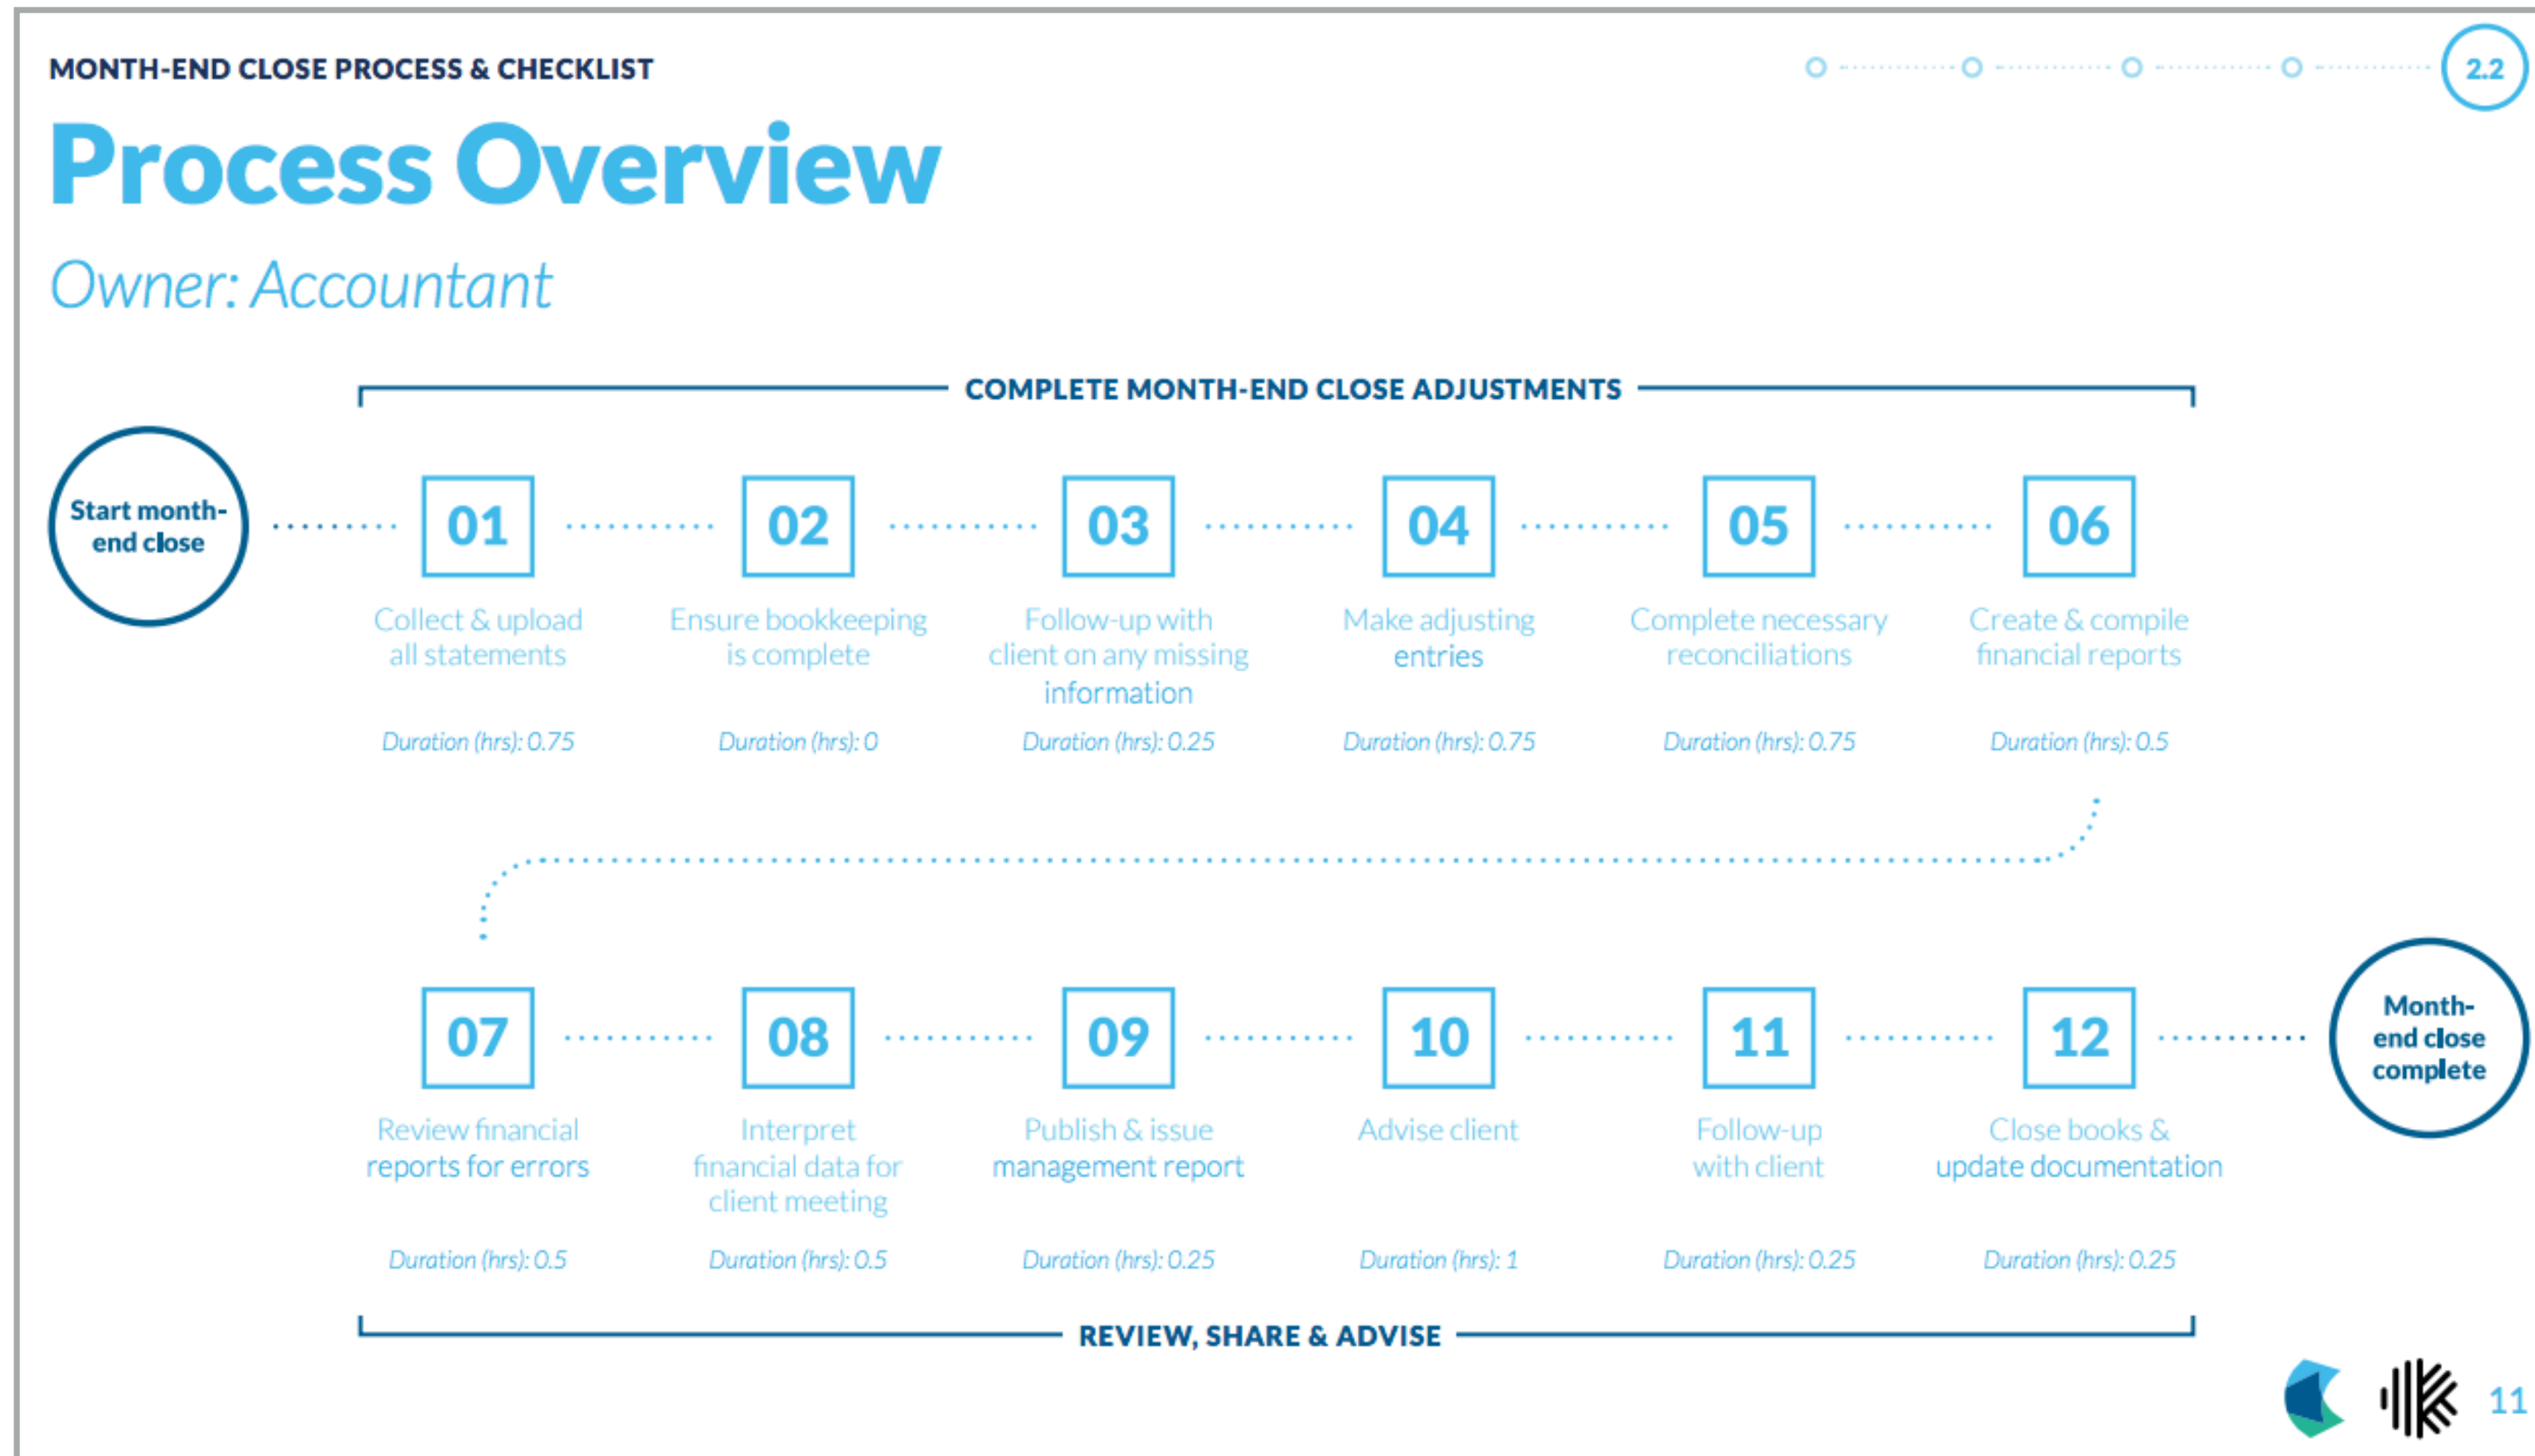 MONTH-END CLOSE PROCESS & CHECKLIST
2.2
Process Overview
Owner: Accountant
COMPLETE MONTH-END CLOSE ADJUSTMENTS
Start month-
end close
01
02
03
04
05
06
Collect & upload
all statements
Ensure bookkeeping
is complete
Follow-up with
client on any missing
information
Make adjusting
entries
Complete necessary
reconciliations
Create & compile
financial reports
Duration (hrs): 0.75
Duration (hrs): 0
Duration (hrs): 0.25
Duration (hrs): 0.75
Duration (hrs): 0.75
Duration (hrs): 0.5
07
08
09
10
11
12
Month-
end close
complete
Review financial
reports for errors
Interpret
financial data for
client meeting
Publish & issue
management report
Advise client
Follow-up
with client
Close books &
update documentation
Duration (hrs): 0.5
Duration (hrs): 0.5
Duration (hrs): 0.25
Duration (hrs): 1
Duration (hrs): 0.25
Duration (hrs): 0.25
REVIEW, SHARE & ADVISE
11